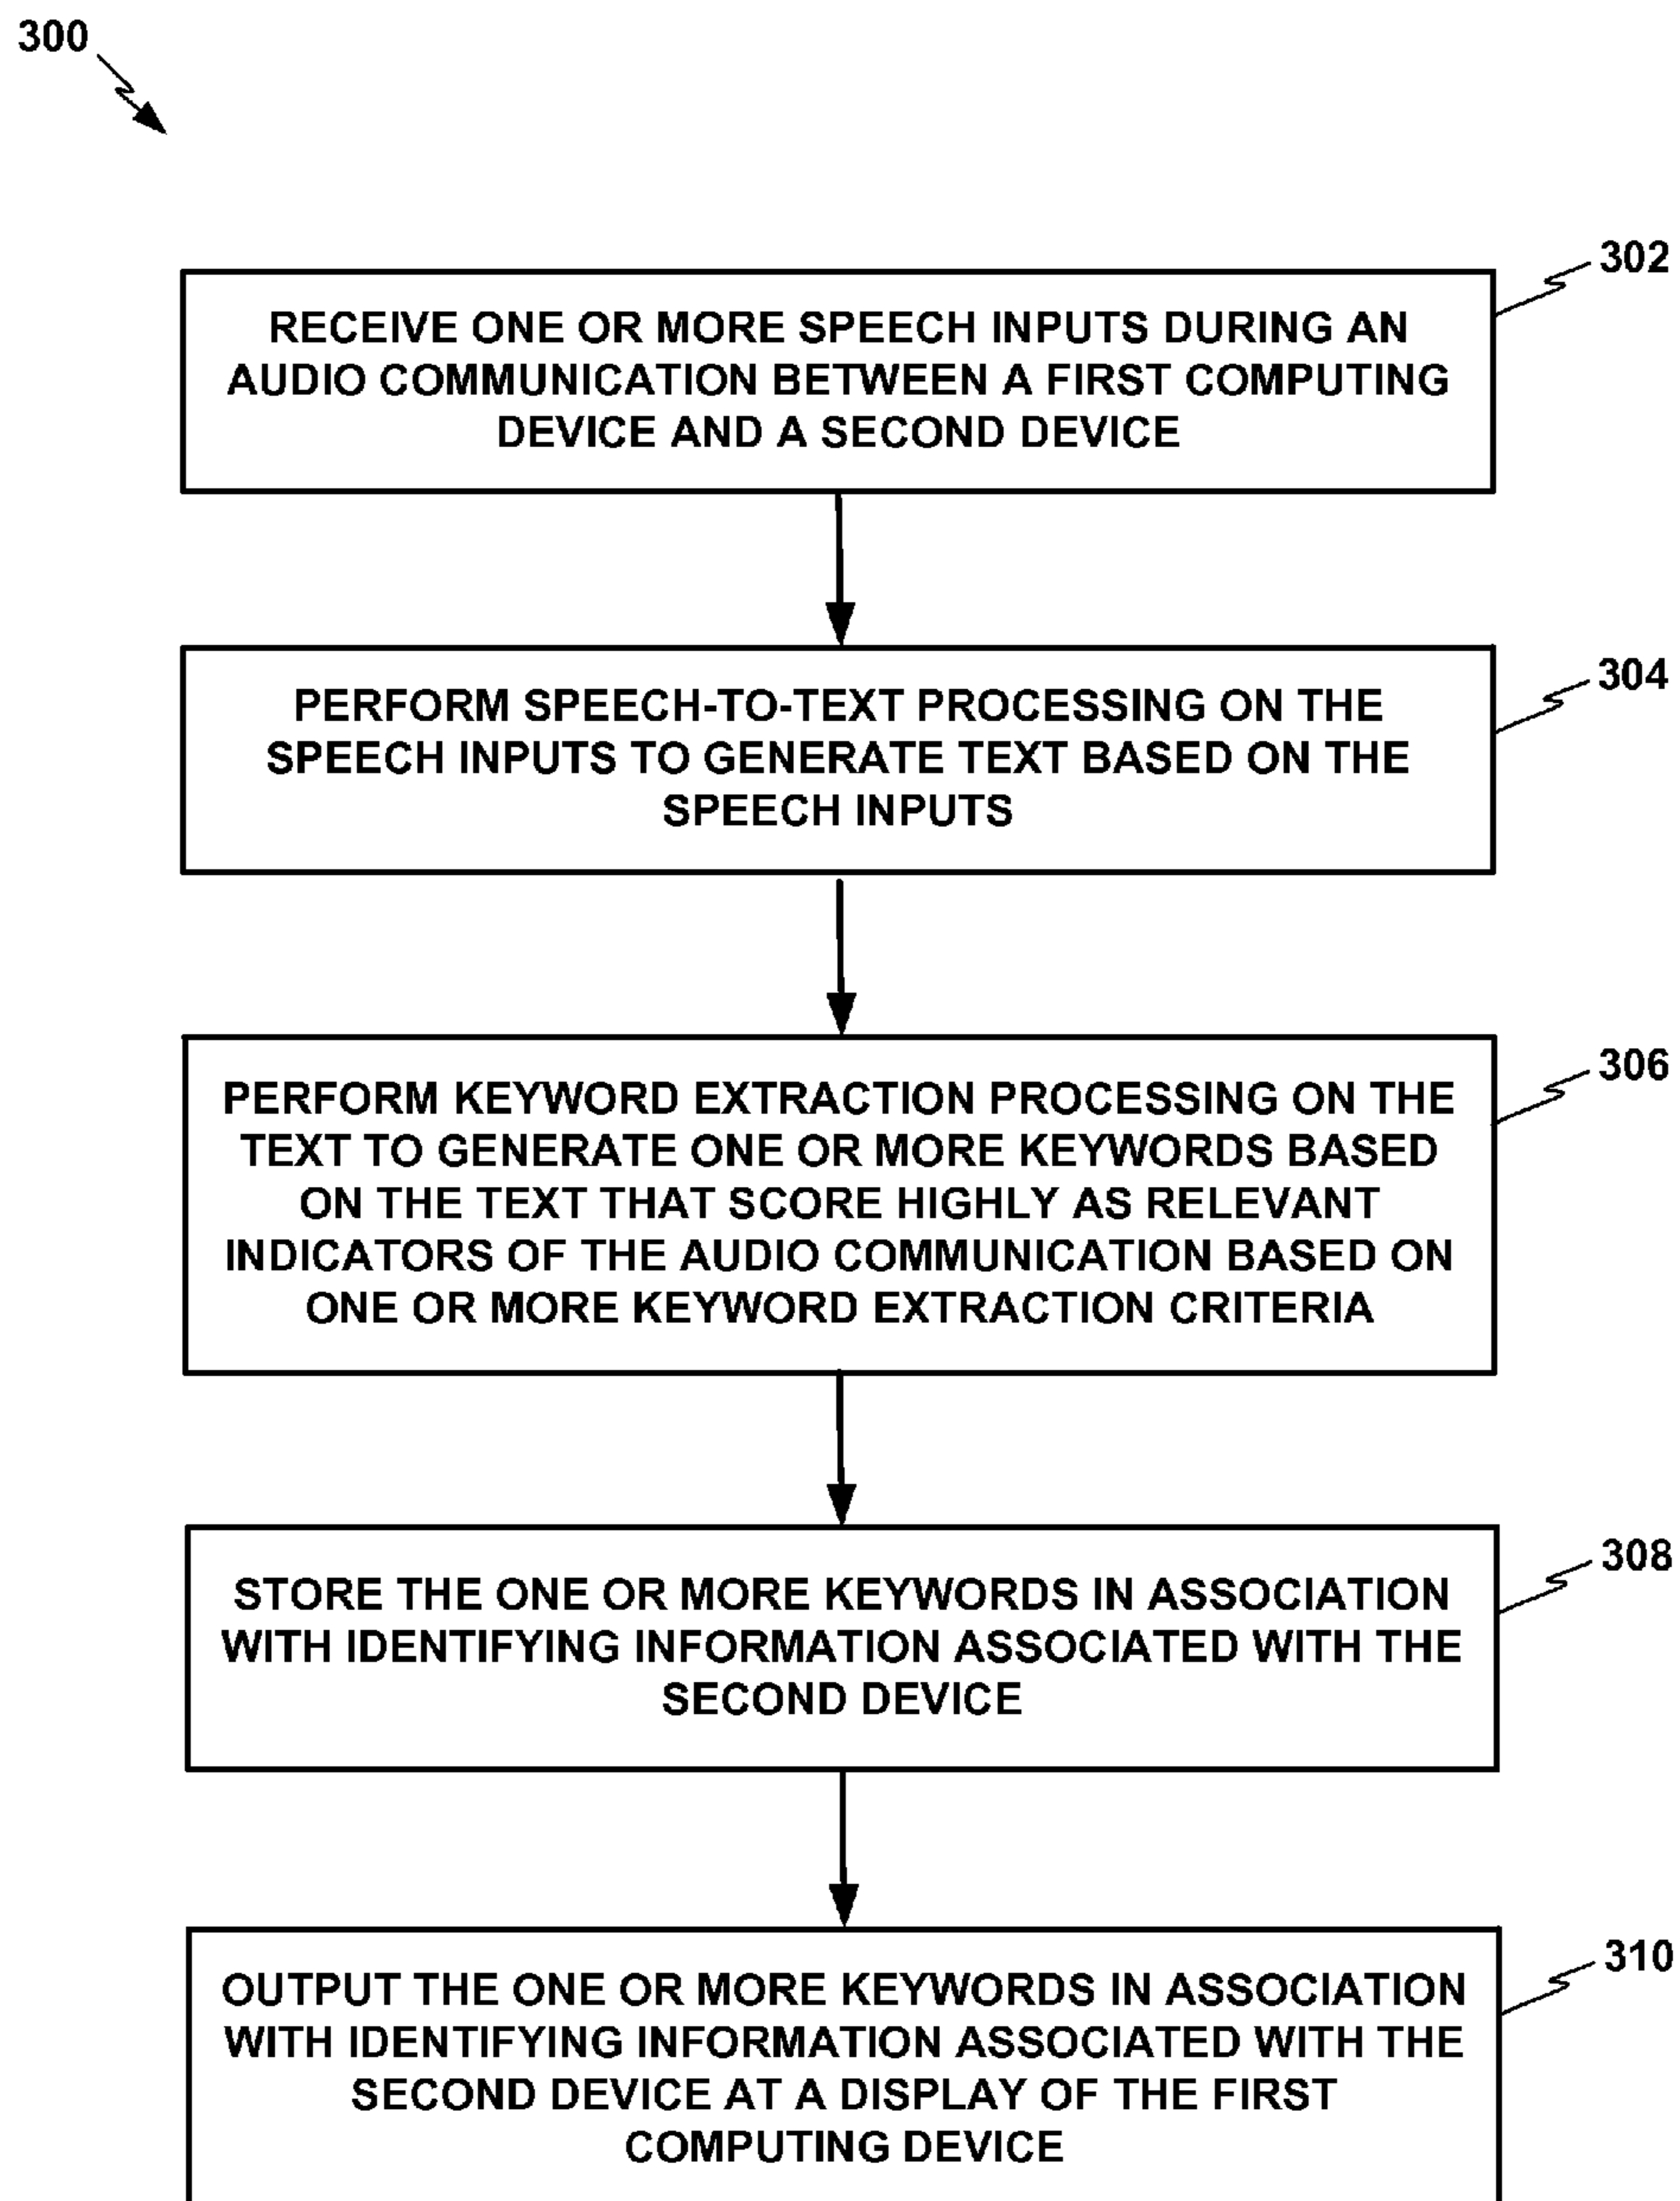 300
302
RECEIVE ONE OR MORE SPEECH INPUTS DURING AN
AUDIO COMMUNICATION BETWEEN A FIRST COMPUTING
DEVICE AND A SECOND DEVICE
304
PERFORM SPEECH-TO-TEXT PROCESSING ON THE
SPEECH INPUTS TO GENERATE TEXT BASED ON THE
SPEECH INPUTS
306
PERFORM KEYWORD EXTRACTION PROCESSING ON THE
TEXT TO GENERATE ONE OR MORE KEYWORDS BASED
ON THE TEXT THAT SCORE HIGHLY AS RELEVANT
INDICATORS OF THE AUDIO COMMUNICATION BASED ON
ONE OR MORE KEYWORD EXTRACTION CRITERIA
308
STORE THE ONE OR MORE KEYWORDS IN ASSOCIATION
WITH IDENTIFYING INFORMATION ASSOCIATED WITH THE
SECOND DEVICE
310
OUTPUT THE ONE OR MORE KEYWORDS IN ASSOCIATION
WITH IDENTIFYING INFORMATION ASSOCIATED WITH THE
SECOND DEVICE AT A DISPLAY OF THE FIRST
COMPUTING DEVICE